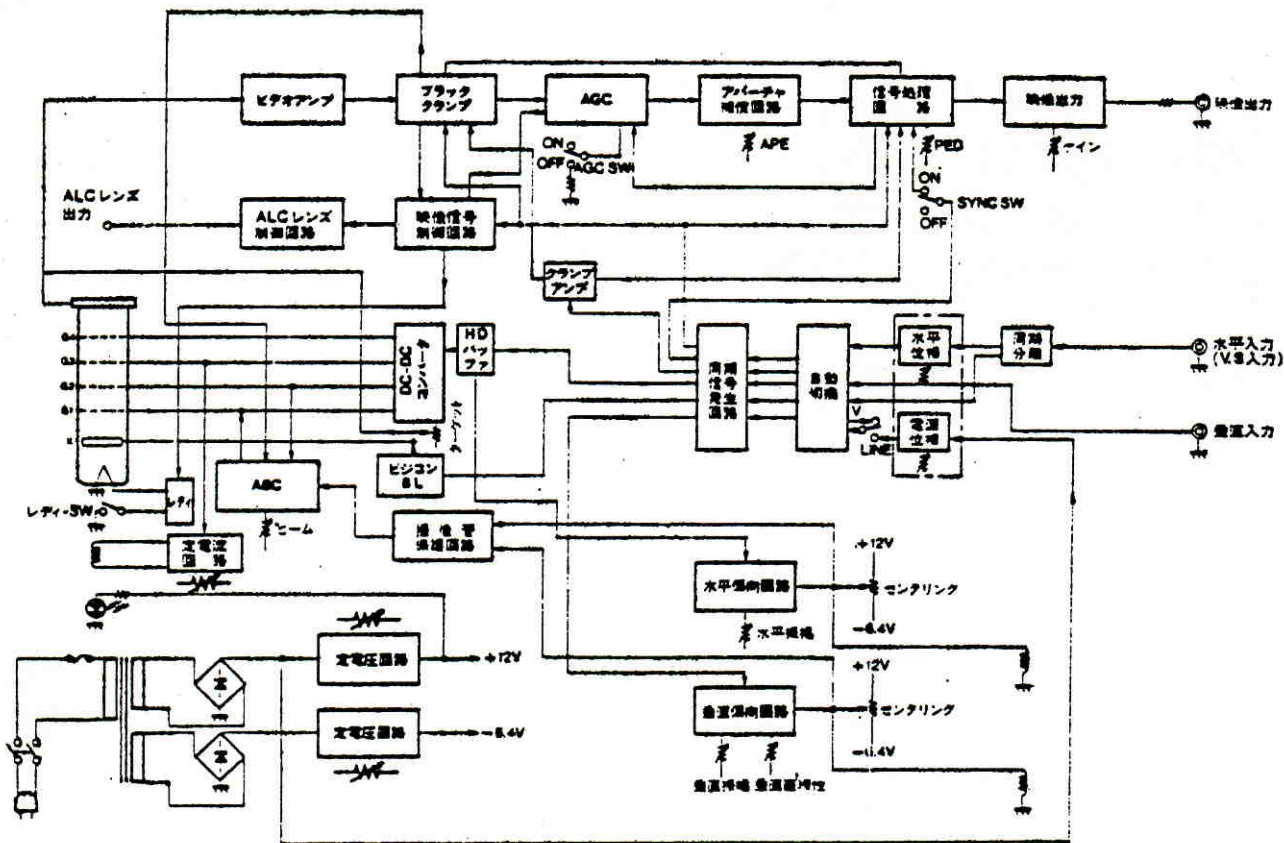 ビデオアンプ
ブラック
クランプ
AGC
アパーチャ
補償回路
信号処理
回路
映像出力
映像出力
ON
OFF
AGC SW
APE
PED
ゲイン
ON
OFF
SYNC SW
ALCレンズ
出力
ALCレンズ
制御回路
映像信号
制御回路
クランプ
アンプ
DC-DC
コンバータ
HD
バッファ
同期
信号
発生
回路
自動
切換
水平
位相
同期
分離
水平入力
(V.S入力)
V
LINE
電源
位相
垂直入力
ターゲット
ビジコン
BL
ABC
ビーム
レディ
レディ-SW
定電流
回路
撮像管
保護回路
水平偏向回路
水平振幅
+12V
センタリング
-6.4V
定電圧回路
+12V
定電圧回路
-6.4V
垂直偏向回路
垂直振幅
垂直直線性
+12V
センタリング
-6.4V